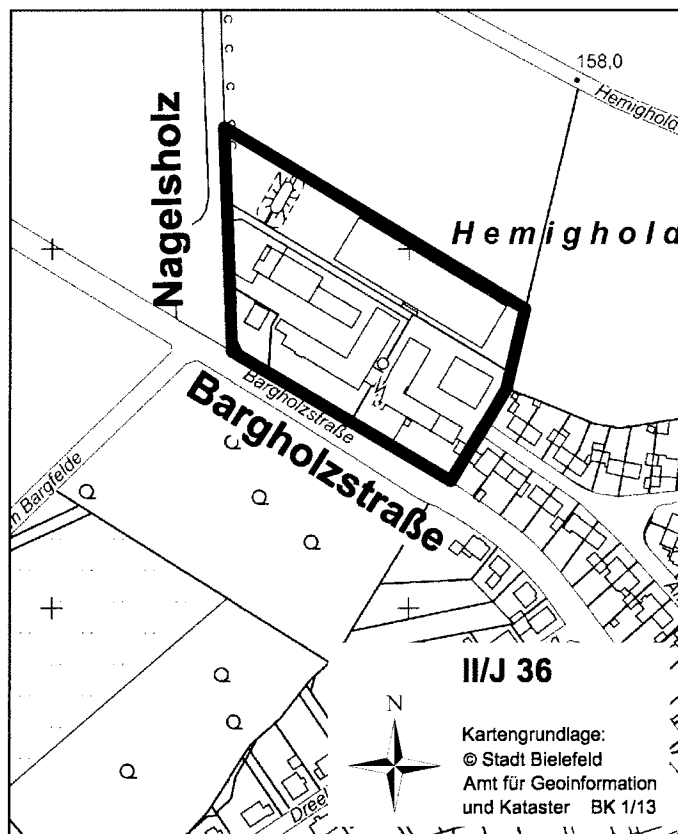 158,0
Hemighold
Nagelsholz
Hemighold
Bargholzstraße
Bargholzstraße
Bargfelde
II/J 36
N
Kartengrundlage:
© Stadt Bielefeld
Amt für Geoinformation
und Kataster BK 1/13